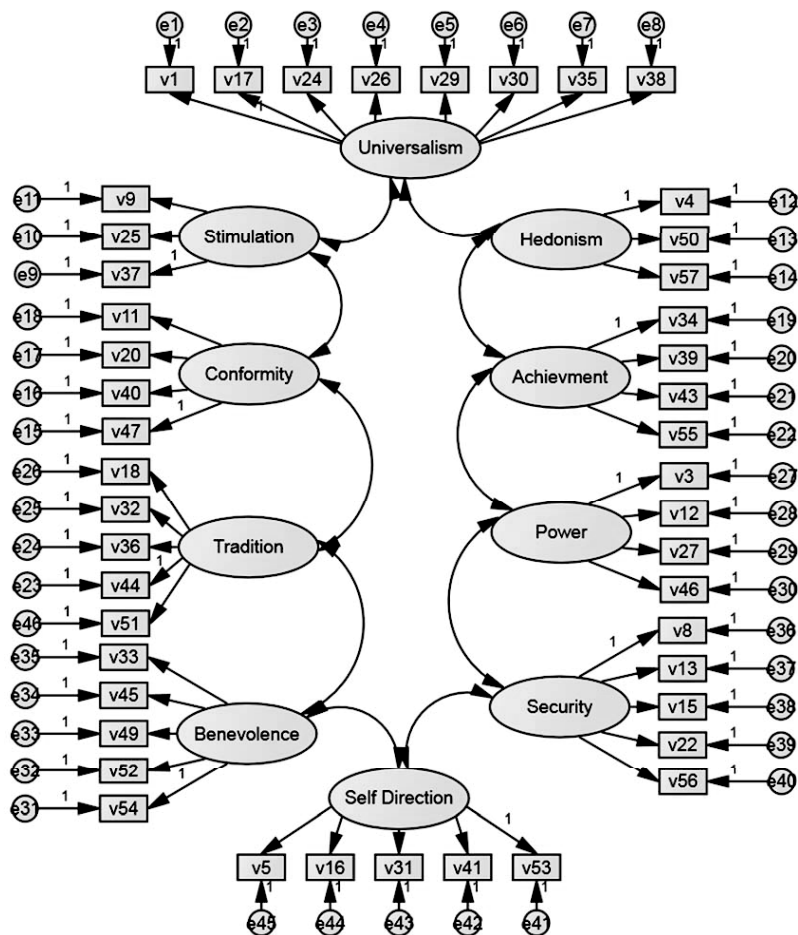 e1 e2 e3 e4 e5 e6 e7 e8
1 1 1 1 1 1 1 1
v1 v17 v24 v26 v29 v30 v35 v38
1
Universalism
e11 1 v9
e10 1 v25
e9 1 v37 1
Stimulation
1 v4 1 e12
v50 1 e13
v57 1 e14
Hedonism
e18 1 v11
e17 1 v20
e16 1 v40
e15 1 v47 1
Conformity
1 v34 1 e19
v39 1 e20
v43 1 e21
v55 1 e22
Achievment
e26 1 v18
e25 1 v32
e24 1 v36
e23 1 v44 1
e46 1 v51
Tradition
1 v3 1 e27
v12 1 e28
v27 1 e29
v46 1 e30
Power
e35 1 v33
e34 1 v45
e33 1 v49
e32 1 v52
e31 1 v54 1
Benevolence
1 v8 1 e36
v13 1 e37
v15 1 e38
v22 1 e39
v56 1 e40
Security
Self Direction
1
v5 v16 v31 v41 v53
1 1 1 1 1
e45 e44 e43 e42 e41